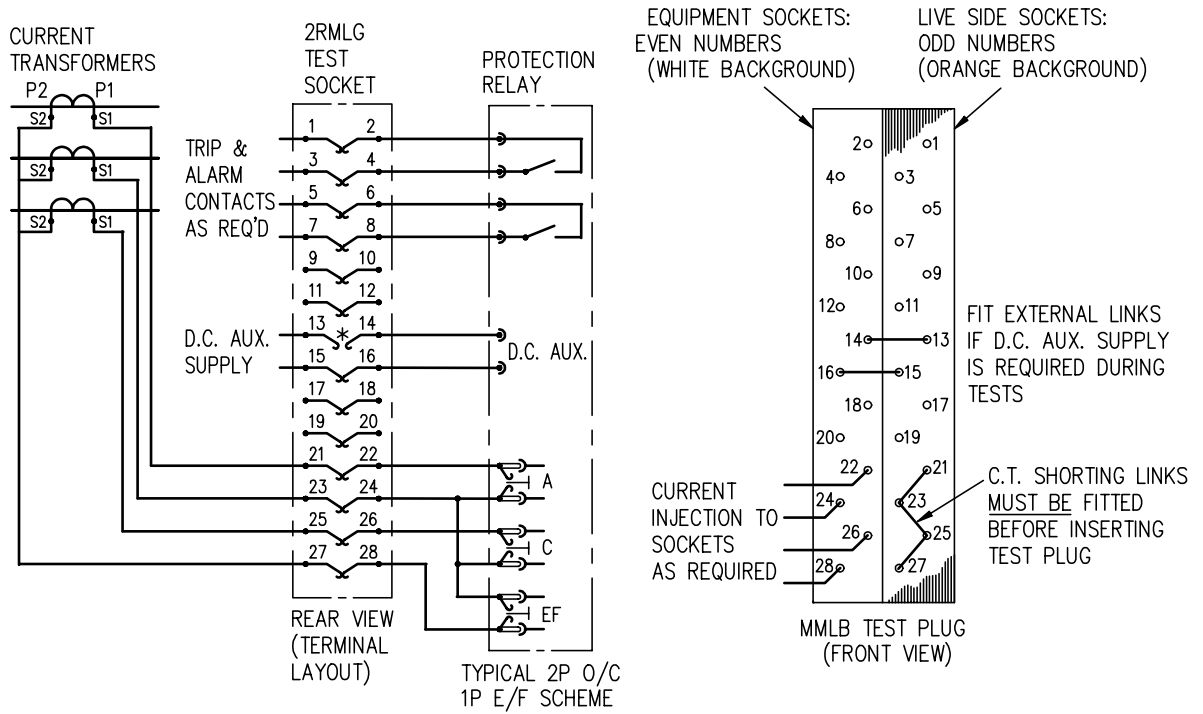 CURRENT
TRANSFORMERS
P2 P1
S2 S1
S2 S1
S2 S1
2RMLG
TEST
SOCKET
PROTECTION
RELAY
TRIP &
ALARM
CONTACTS
AS REQ'D
D.C. AUX.
SUPPLY
1 2
3 4
5 6
7 8
9 10
11 12
13 * 14
15 16
17 18
19 20
21 22
23 24
25 26
27 28
D.C. AUX.
A
C
EF
REAR VIEW
(TERMINAL
LAYOUT)
TYPICAL 2P O/C
1P E/F SCHEME
EQUIPMENT SOCKETS:
EVEN NUMBERS
(WHITE BACKGROUND)
LIVE SIDE SOCKETS:
ODD NUMBERS
(ORANGE BACKGROUND)
2 1
4 3
6 5
8 7
10 9
12 11
14 13
16 15
18 17
20 19
22 21
24 23
26 25
28 27
FIT EXTERNAL LINKS
IF D.C. AUX. SUPPLY
IS REQUIRED DURING
TESTS
CURRENT
INJECTION TO
SOCKETS
AS REQUIRED
C.T. SHORTING LINKS
MUST BE FITTED
BEFORE INSERTING
TEST PLUG
MMLB TEST PLUG
(FRONT VIEW)